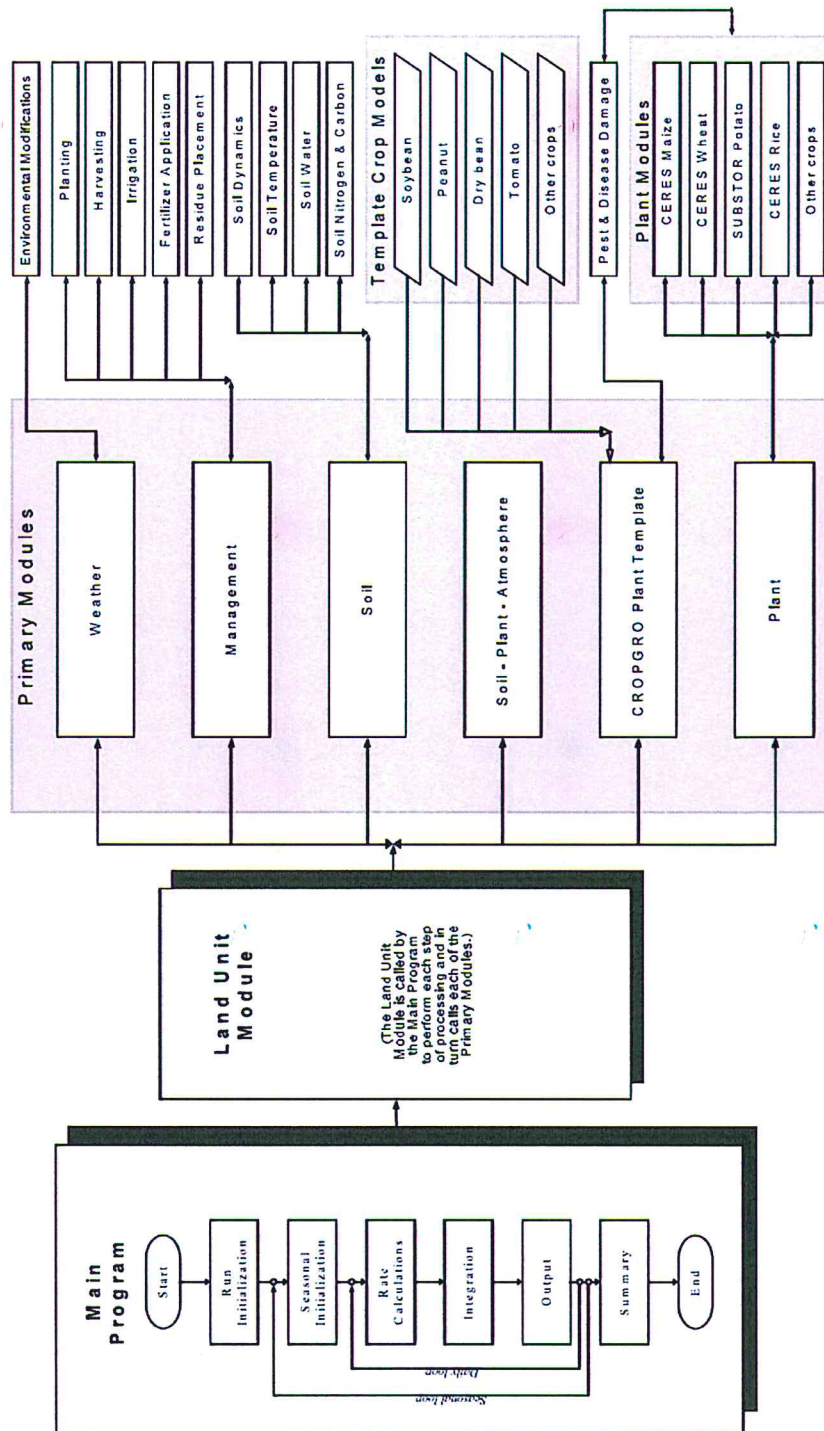 Main
Program
Start
Run
Initialization
Seasonal
Initialization
Rate
Calculations
Integration
Output
Summary
End
Daily loop
Seasonal loop
Land Unit
Module
(The Land Unit
Module is called by
the Main Program
to perform each step
of processing and in
turn calls each of the
Primary Modules.)
Primary Modules
Weather
Management
Soil
Soil - Plant - Atmosphere
CROPGRO Plant Template
Plant
Environmental Modifications
Planting
Harvesting
Irrigation
Fertilizer Application
Residue Placement
Soil Dynamics
Soil Temperature
Soil Water
Soil Nitrogen & Carbon
Template Crop Models
Soybean
Peanut
Dry bean
Tomato
Other crops
Pest & Disease Damage
Plant Modules
CERES Maize
CERES Wheat
SUBSTOR Potato
CERES Rice
Other crops